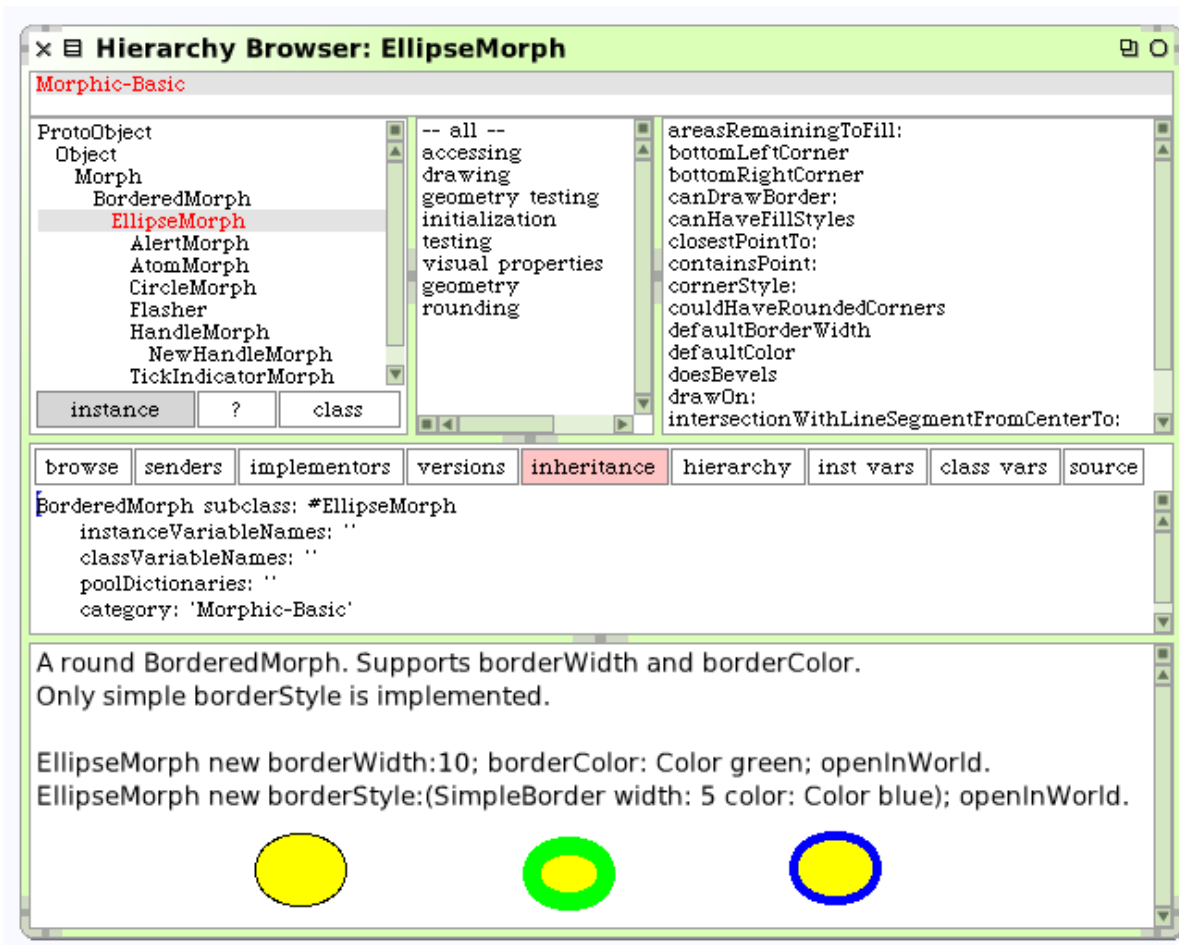 Hierarchy Browser: EllipseMorph
Morphic-Basic
ProtoObject
Object
Morph
BorderedMorph
EllipseMorph
AlertMorph
AtomMorph
CircleMorph
Flasher
HandleMorph
NewHandleMorph
TickIndicatorMorph
instance ? class
-- all --
accessing
drawing
geometry testing
initialization
testing
visual properties
geometry
rounding
areasRemainingToFill:
bottomLeftCorner
bottomRightCorner
canDrawBorder:
canHaveFillStyles
closestPointTo:
containsPoint:
cornerStyle:
couldHaveRoundedCorners
defaultBorderWidth
defaultColor
doesBevels
drawOn:
intersectionWithLineSegmentFromCenterTo:
browse senders implementors versions inheritance hierarchy inst vars class vars source
BorderedMorph subclass: #EllipseMorph
instanceVariableNames: ''
classVariableNames: ''
poolDictionaries: ''
category: 'Morphic-Basic'
A round BorderedMorph. Supports borderWidth and borderColor.
Only simple borderStyle is implemented.
EllipseMorph new borderWidth:10; borderColor: Color green; openInWorld.
EllipseMorph new borderStyle:(SimpleBorder width: 5 color: Color blue); openInWorld.